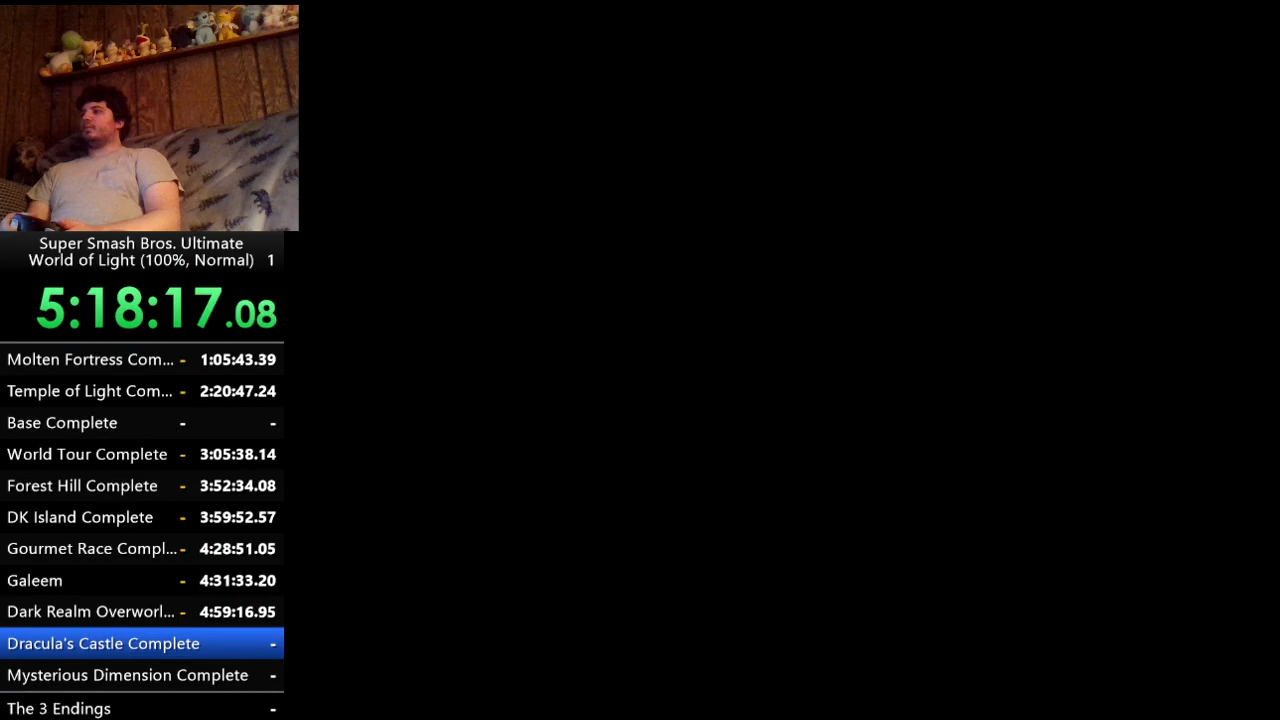 Super Smash Bros. Ultimate
World of Light (100%, Normal) 1
5:18:17.08
Molten Fortress Com... - 1:05:43.39
Temple of Light Com... - 2:20:47.24
Base Complete - -
World Tour Complete - 3:05:38.14
Forest Hill Complete - 3:52:34.08
DK Island Complete - 3:59:52.57
Gourmet Race Compl... - 4:28:51.05
Galeem - 4:31:33.20
Dark Realm Overworl... - 4:59:16.95
Dracula's Castle Complete -
Mysterious Dimension Complete -
The 3 Endings -